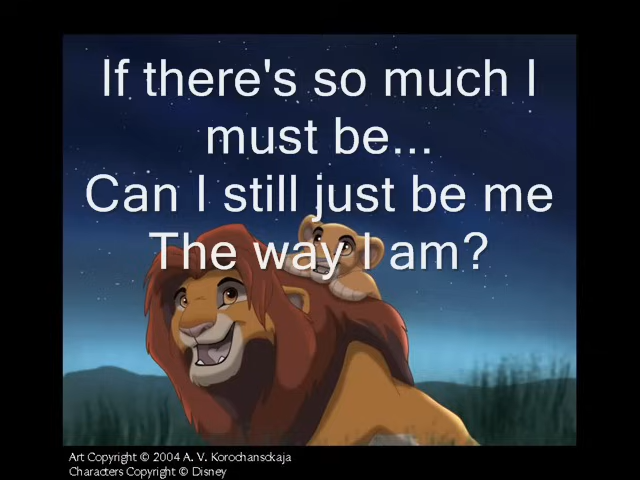 If there's so much I
must be...
Can I still just be me
The way I am?
Art Copyright © 2004 A. V. Korochansckaja
Characters Copyright © Disney